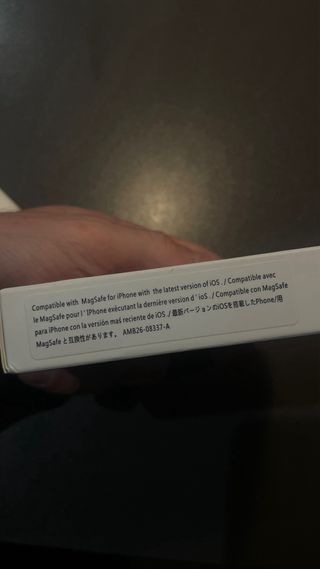 Compatible with MagSafe for iPhone with the latest version of iOS. / Compatible avec
le MagSafe pour l'IPhone exécutant la dernière version d'ioS. / Compatible con MagSafe
para iPhone con la versión mas reciente de iOS. / 最新バージョンのiOSを搭載したPhone/用
MagSafe と互換性があります。 AMB26-08337-A